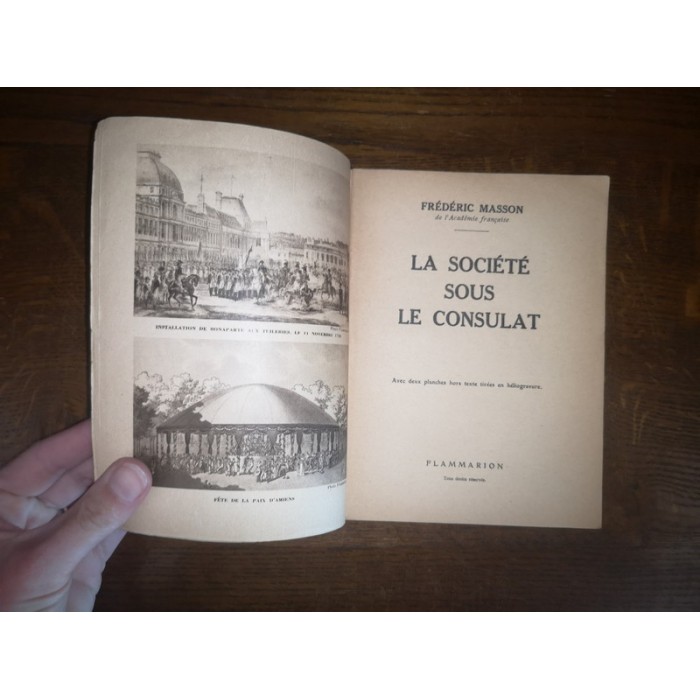 INSTALLATION DE BONAPARTE AUX TUILERIES, LE 11 NOVEMBRE
FÊTE DE LA PAIX D'AMIENS
FRÉDÉRIC MASSON
de l'Académie française
LA SOCIÉTÉ
SOUS
LE CONSULAT
Avec deux planches hors texte tirées en héliogravure.
FLAMMARION
Tous droits réservés.